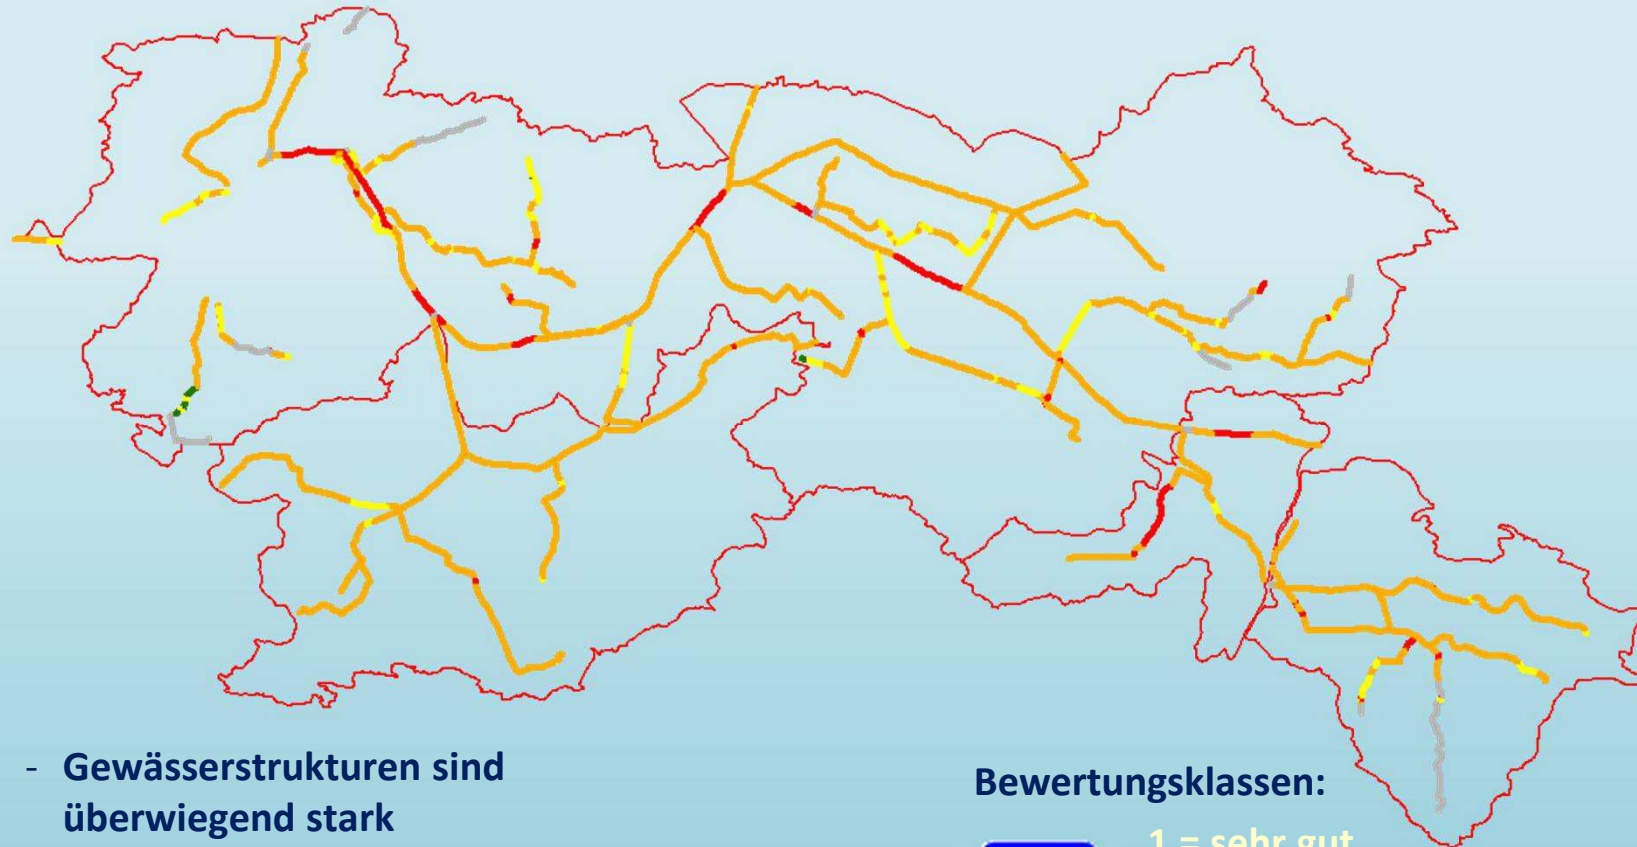 - Gewässerstrukturen sind
überwiegend stark
Bewertungsklassen:
1 = sehr gut